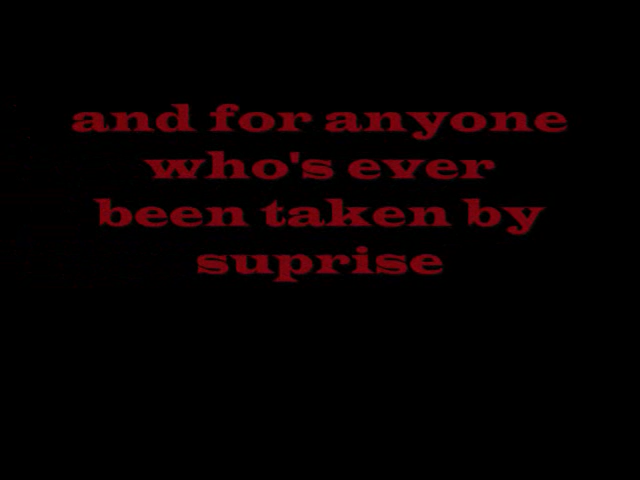 and for anyone
who's ever
been taken by
suprise